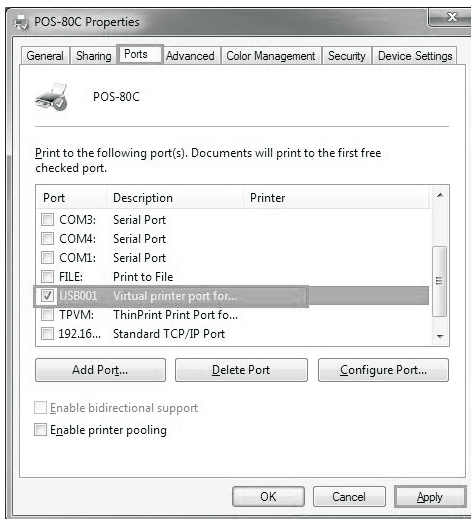 POS-80C Properties
General Sharing Ports Advanced Color Management Security Device Settings
POS-80C
Print to the following port(s). Documents will print to the first free
checked port.
Port Description Printer
COM3: Serial Port
COM4: Serial Port
COM1: Serial Port
FILE: Print to File
USB001 Virtual printer port for...
TPVM: ThinPrint Print Port fo...
192.16... Standard TCP/IP Port
Add Port... Delete Port Configure Port...
Enable bidirectional support
Enable printer pooling
OK Cancel Apply